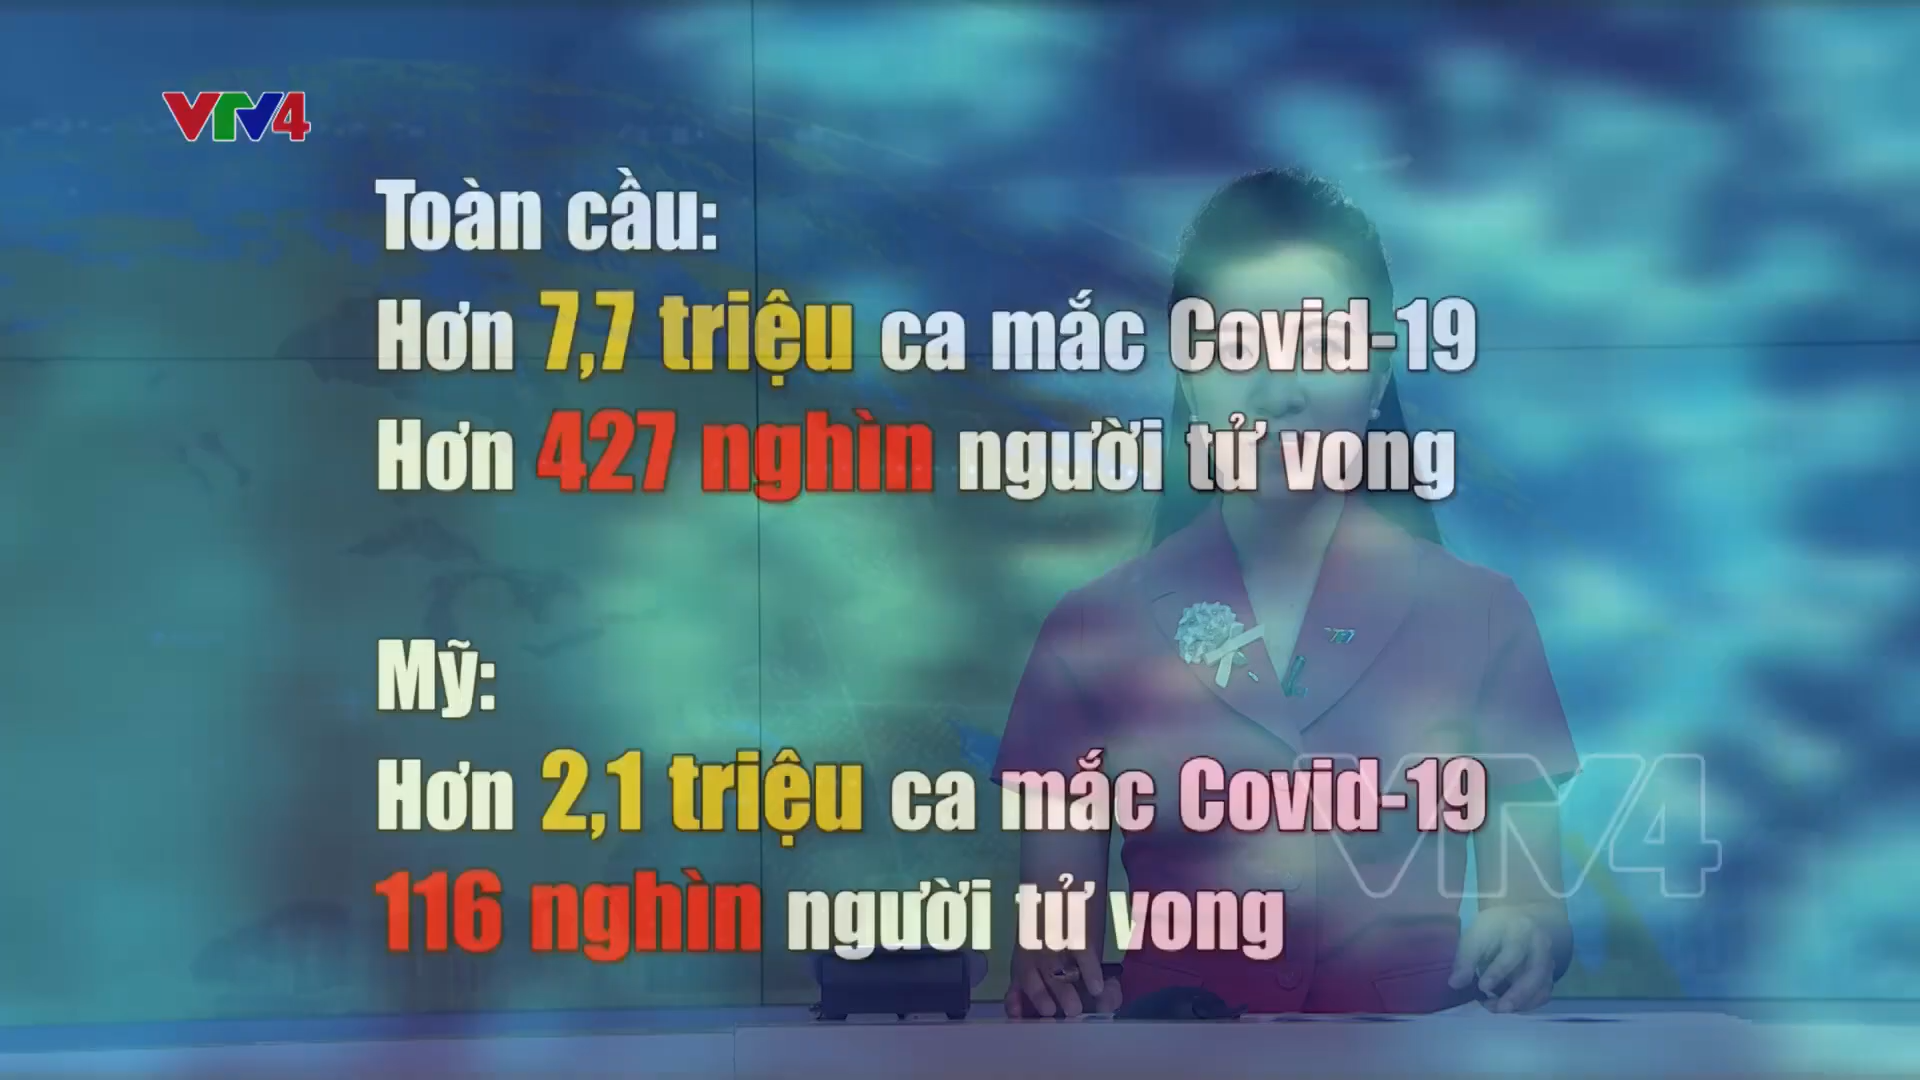 VTV4
Toàn cầu:
Hơn 7,7 triệu ca mắc Covid-19
Hơn 427 nghìn người tử vong
Mỹ:
Hơn 2,1 triệu ca mắc Covid-19
116 nghìn người tử vong
VTV4